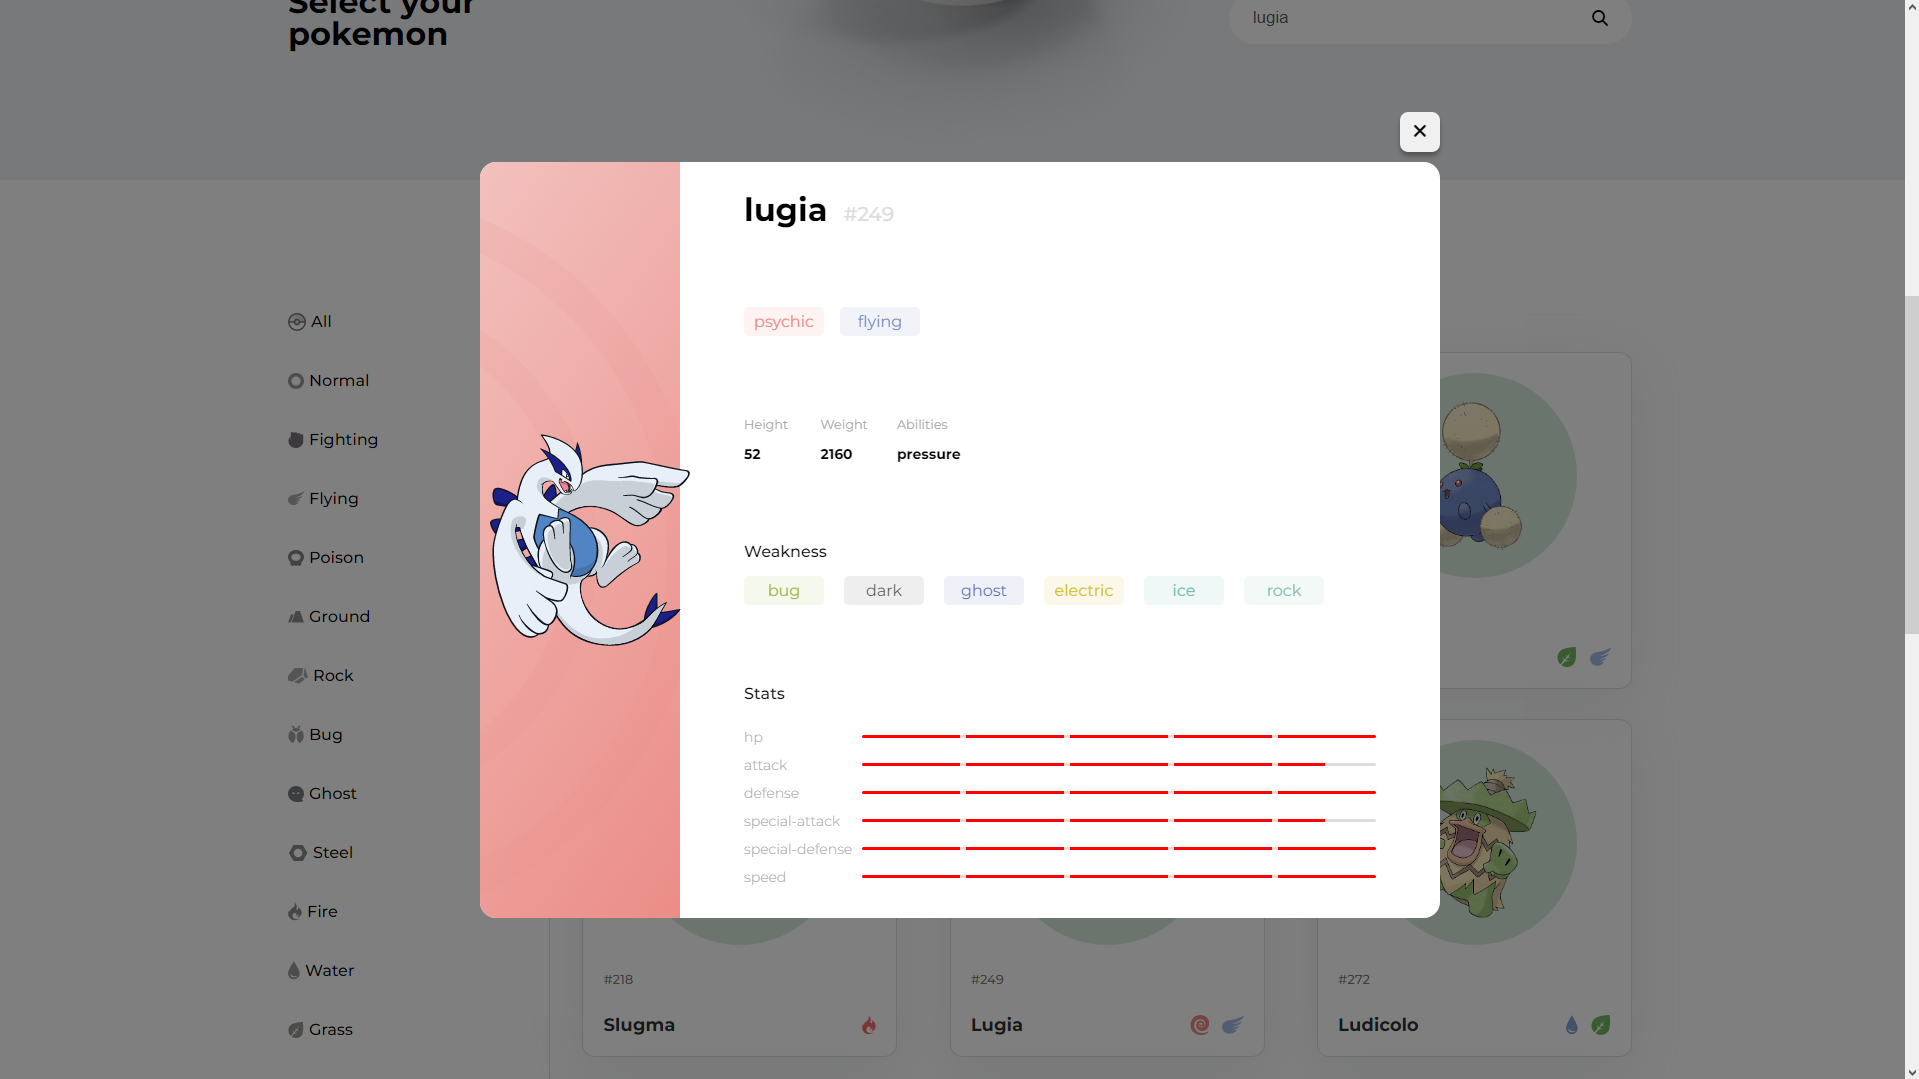 Select your
pokemon
lugia
lugia #249
psychic flying
Height Weight Abilities
52 2160 pressure
Weakness
bug dark ghost electric ice rock
Stats
hp
attack
defense
special-attack
special-defense
speed
All
Normal
Fighting
Flying
Poison
Ground
Rock
Bug
Ghost
Steel
Fire
Water
Grass
#218
Slugma
#249
Lugia
#272
Ludicolo